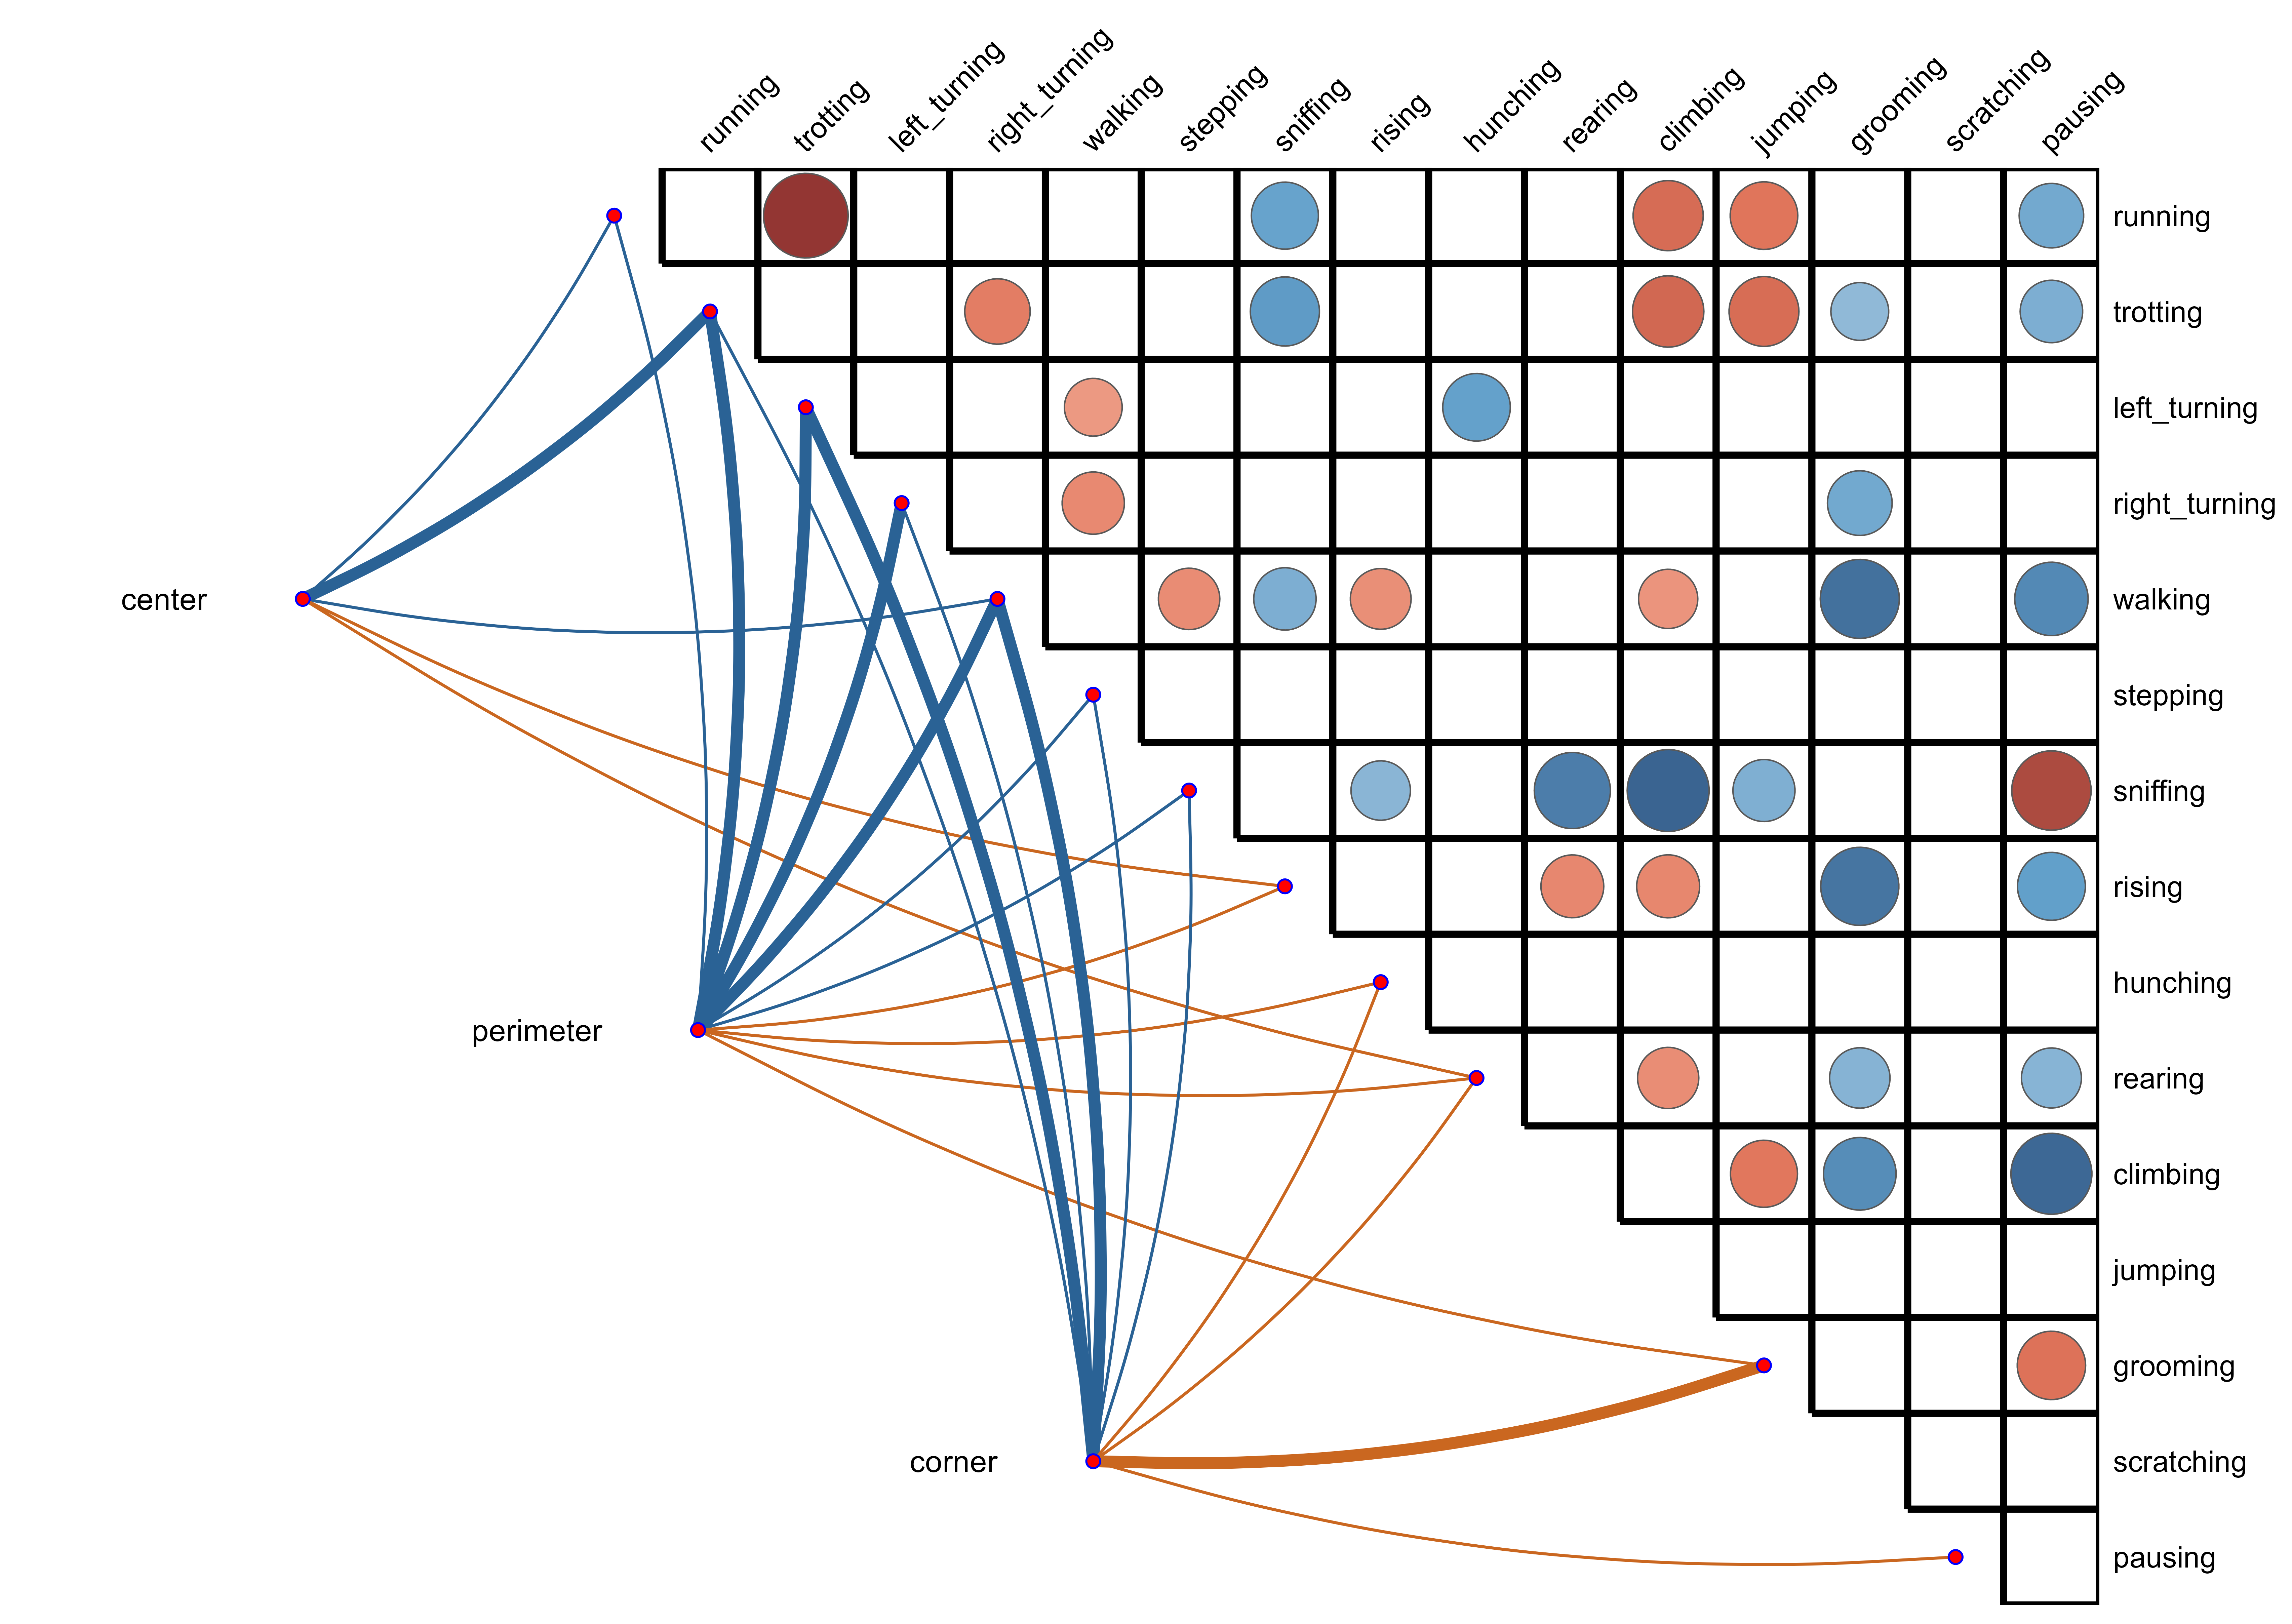 running
trotting
left_turning
right_turning
walking
stepping
sniffing
rising
hunching
rearing
climbing
jumping
grooming
scratching
pausing
running
trotting
left_turning
right_turning
center
walking
stepping
sniffing
rising
hunching
perimeter
rearing
climbing
jumping
grooming
corner
scratching
pausing